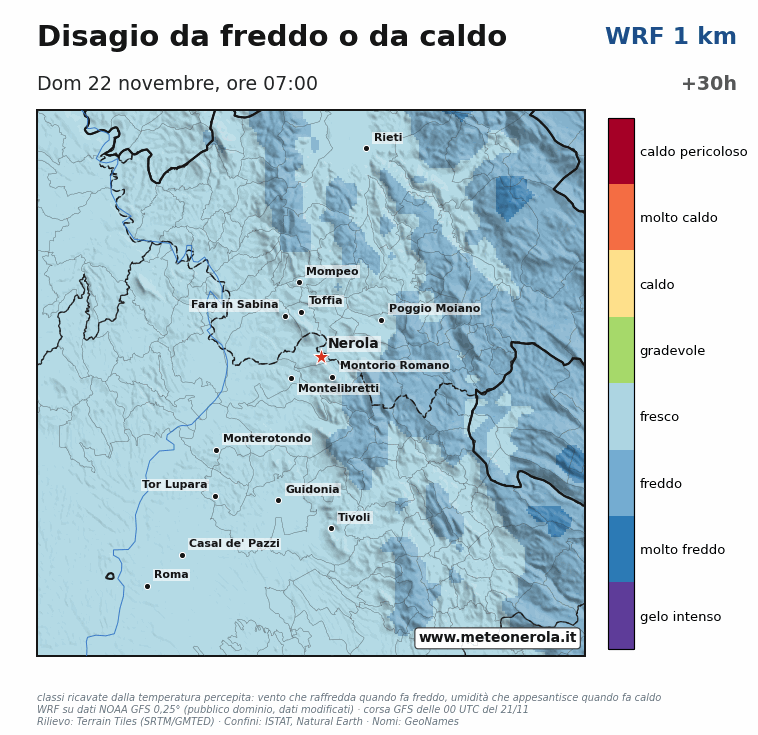 Disagio da freddo o da caldo
WRF 1 km
Dom 22 novembre, ore 07:00
+30h
Rieti
Mompeo
Toffia
Fara in Sabina
Poggio Moiano
Nerola
Montorio Romano
Montelibretti
Monterotondo
Tor Lupara
Guidonia
Tivoli
Casal de' Pazzi
Roma
www.meteonerola.it
caldo pericoloso
molto caldo
caldo
gradevole
fresco
freddo
molto freddo
gelo intenso
classi ricavate dalla temperatura percepita: vento che raffredda quando fa freddo, umidità che appesantisce quando fa caldo
WRF su dati NOAA GFS 0,25° (pubblico dominio, dati modificati) · corsa GFS delle 00 UTC del 21/11
Rilievo: Terrain Tiles (SRTM/GMTED) · Confini: ISTAT, Natural Earth · Nomi: GeoNames